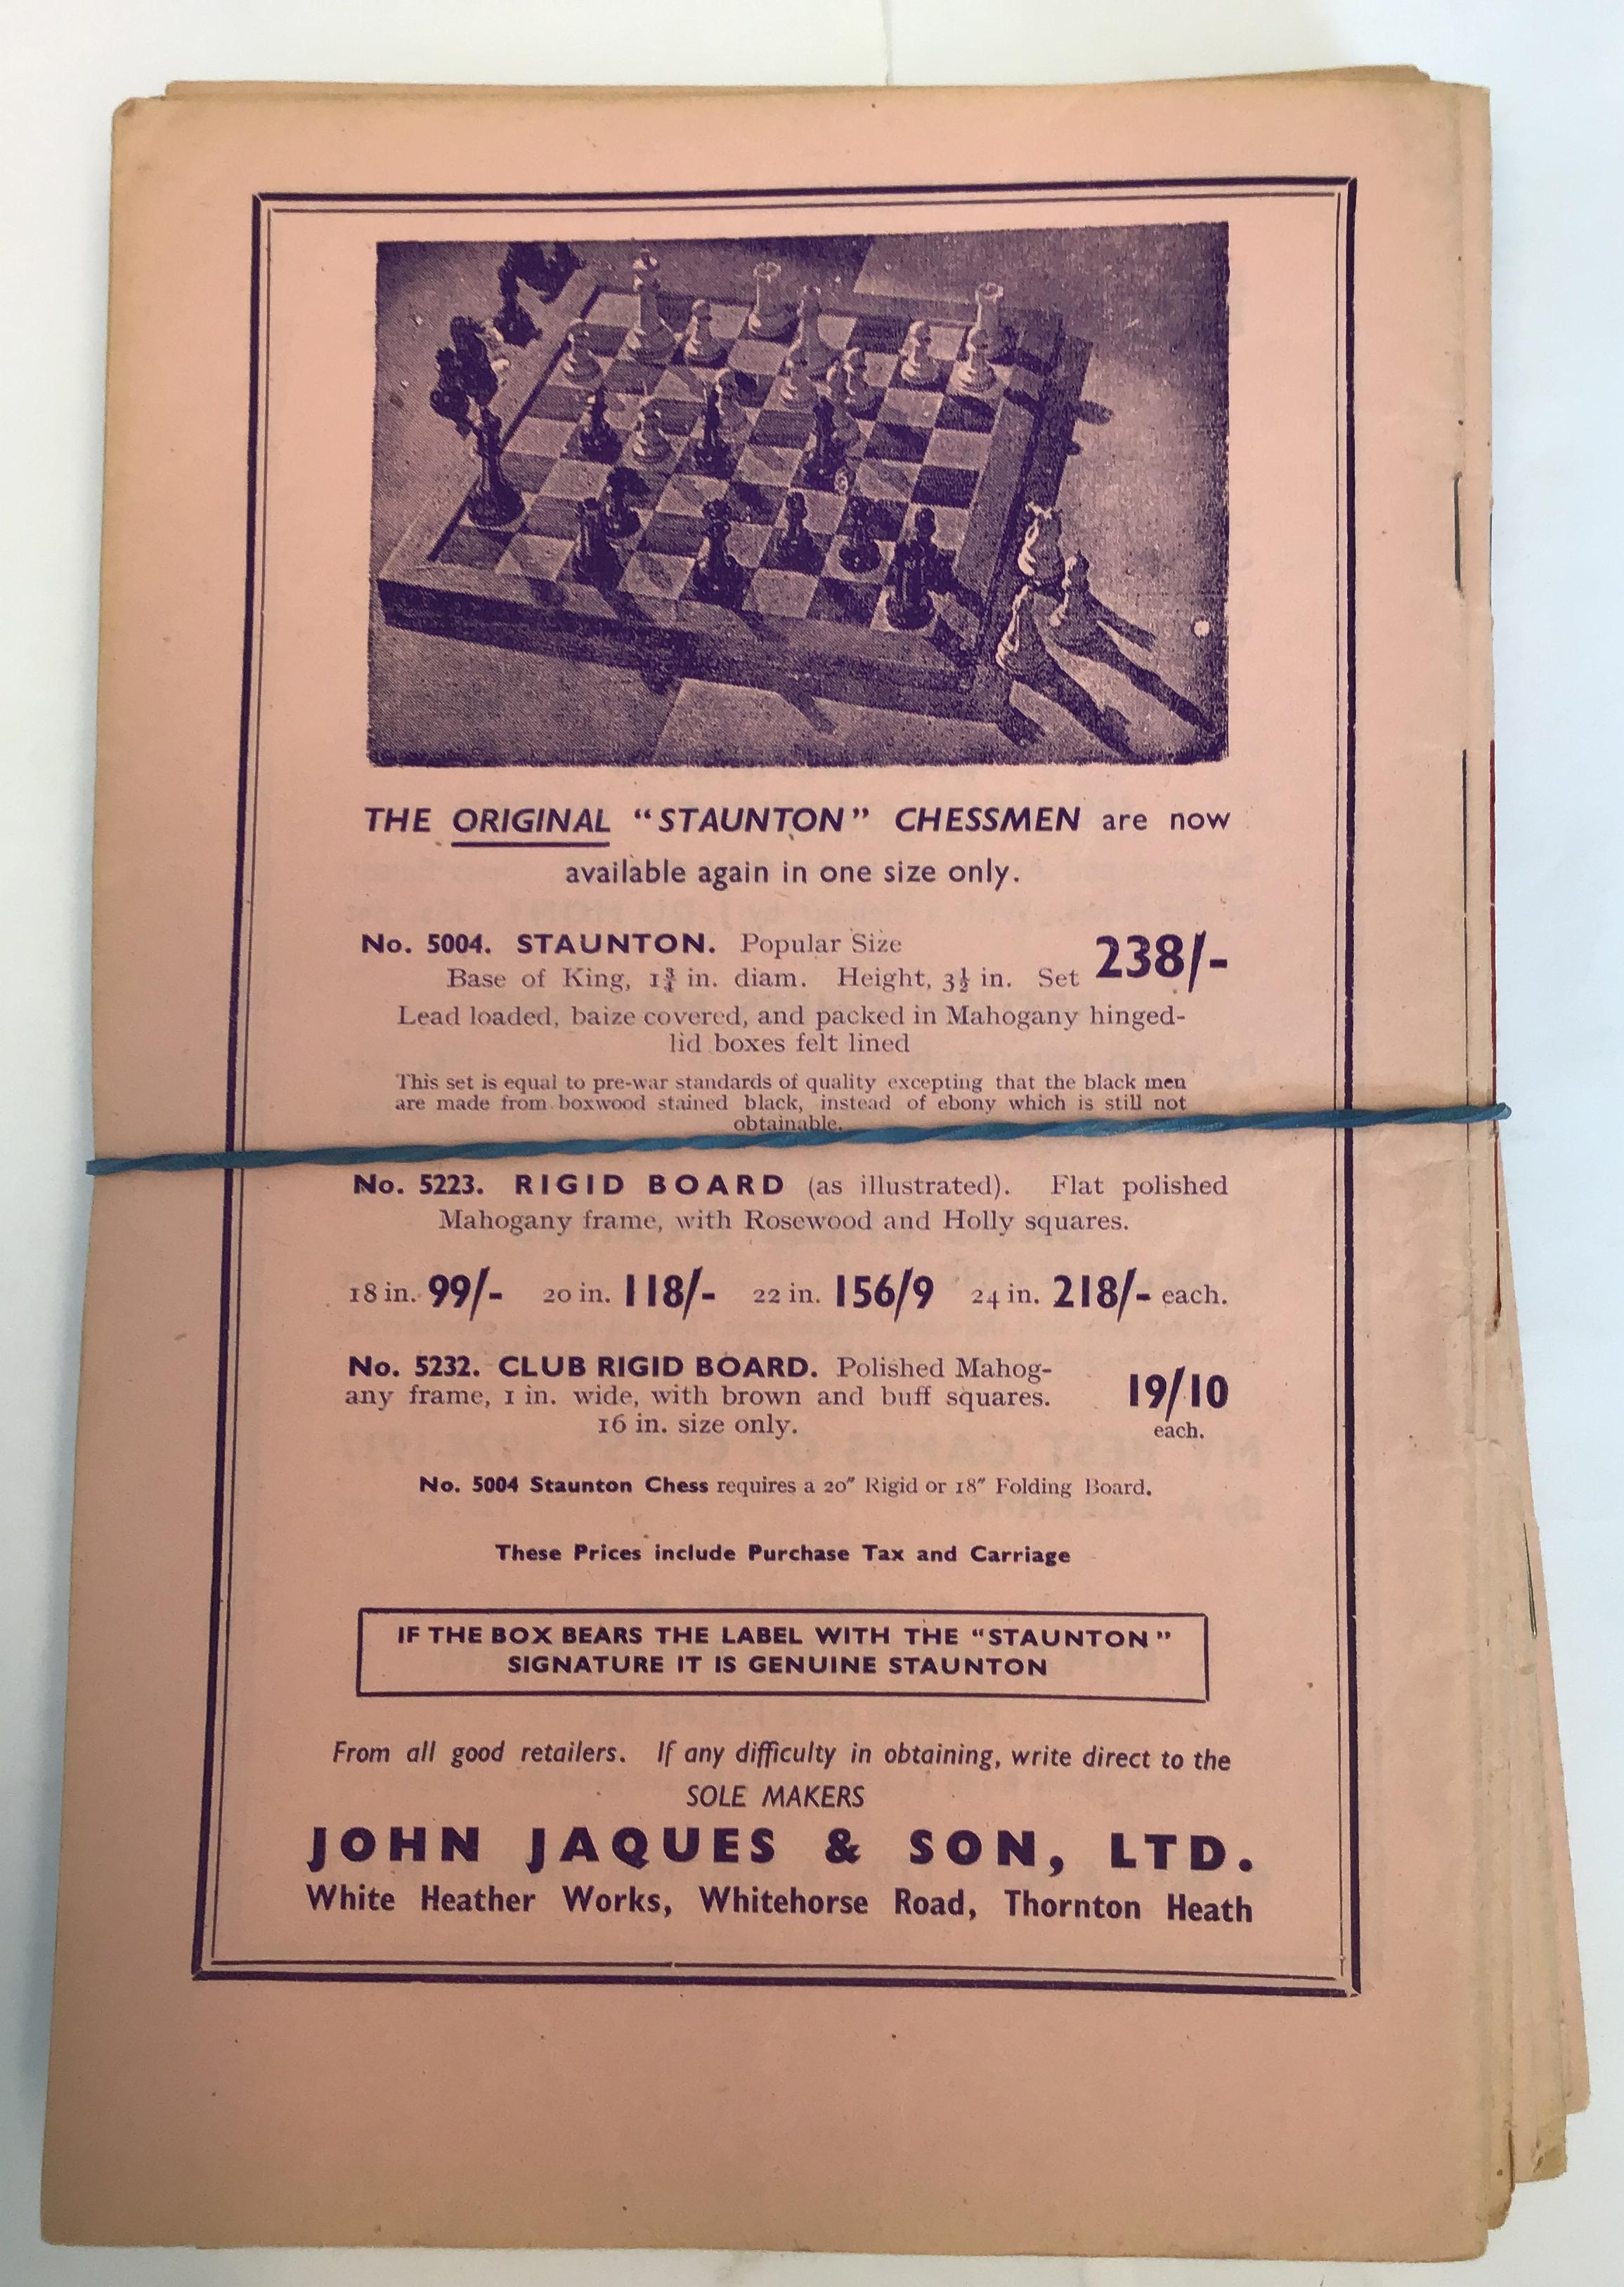 THE ORIGINAL "STAUNTON" CHESSMEN are now
available again in one size only.
No. 5004. STAUNTON. Popular Size
Base of King, 1¾ in. diam. Height, 3½ in. Set 238/-
Lead loaded, baize covered, and packed in Mahogany hinged-
lid boxes felt lined
This set is equal to pre-war standards of quality excepting that the black men
are made from boxwood stained black, instead of ebony which is still not
obtainable.
No. 5223. RIGID BOARD (as illustrated). Flat polished
Mahogany frame, with Rosewood and Holly squares.
18 in. 99/- 20 in. 118/- 22 in. 156/9 24 in. 218/- each.
No. 5232. CLUB RIGID BOARD. Polished Mahog-
any frame, 1 in. wide, with brown and buff squares.
16 in. size only.
19/10
each.
No. 5004 Staunton Chess requires a 20" Rigid or 18" Folding Board.
These Prices include Purchase Tax and Carriage
IF THE BOX BEARS THE LABEL WITH THE "STAUNTON"
SIGNATURE IT IS GENUINE STAUNTON
From all good retailers. If any difficulty in obtaining, write direct to the
SOLE MAKERS
JOHN JAQUES & SON, LTD.
White Heather Works, Whitehorse Road, Thornton Heath